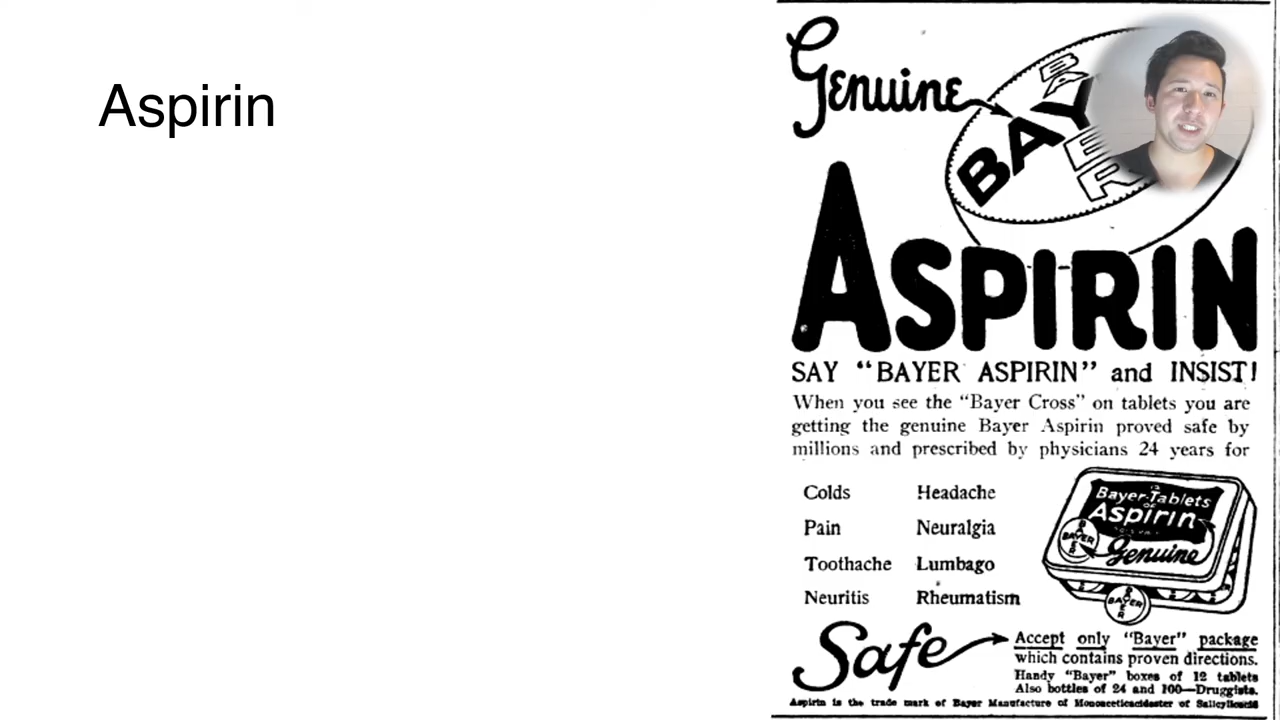 Aspirin
Genuine
BAYER
BAYER
ASPIRIN
SAY “BAYER ASPIRIN” and INSIST!
When you see the “Bayer Cross” on tablets you are
getting the genuine Bayer Aspirin proved safe by
millions and prescribed by physicians 24 years for
Colds Headache
Pain Neuralgia
Toothache Lumbago
Neuritis Rheumatism
Bayer-Tablets
Aspirin
Genuine
BAYER
BAYER
Safe
Accept only “Bayer” package
which contains proven directions.
Handy “Bayer” boxes of 12 tablets
Also bottles of 24 and 100—Druggists.
Aspirin is the trade mark of Bayer Manufacture of Monoaceticacidester of Salicylicacid